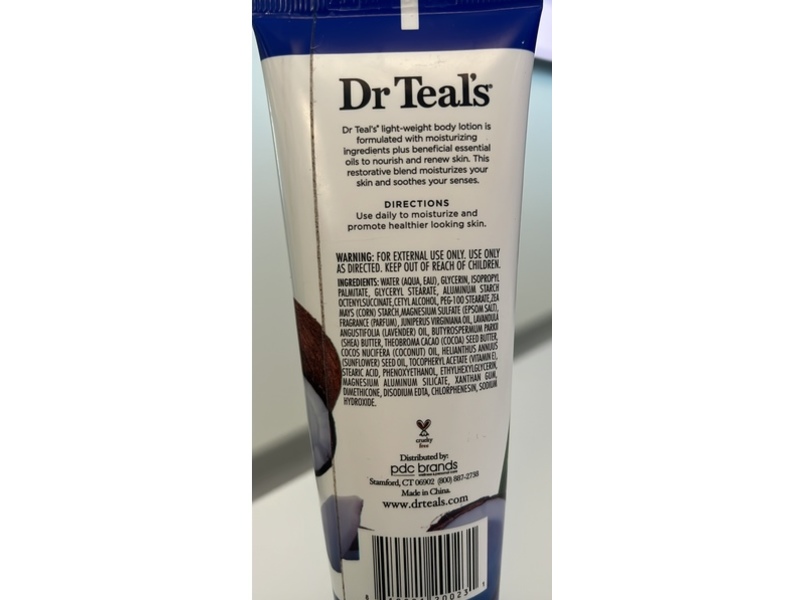 Dr Teal's®
Dr Teal's® light-weight body lotion is
formulated with moisturizing
ingredients plus beneficial essential
oils to nourish and renew skin. This
restorative blend moisturizes your
skin and soothes your senses.
DIRECTIONS
Use daily to moisturize and
promote healthier looking skin.
WARNING: FOR EXTERNAL USE ONLY. USE ONLY
AS DIRECTED. KEEP OUT OF REACH OF CHILDREN.
INGREDIENTS: WATER (AQUA, EAU), GLYCERIN, ISOPROPYL
PALMITATE, GLYCERYL STEARATE, ALUMINUM STARCH
OCTENYLSUCCINATE, CETYL ALCOHOL, PEG-100 STEARATE, ZEA
MAYS (CORN) STARCH, MAGNESIUM SULFATE (EPSOM SALT),
FRAGRANCE (PARFUM), JUNIPERUS VIRGINIANA OIL, LAVANDULA
ANGUSTIFOLIA (LAVENDER) OIL, BUTYROSPERMUM PARKII
(SHEA) BUTTER, THEOBROMA CACAO (COCOA) SEED BUTTER,
COCOS NUCIFERA (COCONUT) OIL, HELIANTHUS ANNUUS
(SUNFLOWER) SEED OIL, TOCOPHERYL ACETATE (VITAMIN E),
STEARIC ACID, PHENOXYETHANOL, ETHYLHEXYLGLYCERIN,
MAGNESIUM ALUMINUM SILICATE, XANTHAN GUM,
DIMETHICONE, DISODIUM EDTA, CHLORPHENESIN, SODIUM
HYDROXIDE.
cruelty
free
Distributed by:
pdc brands
Stamford, CT 06902 (800) 887-2738
Made in China.
www.drteals.com